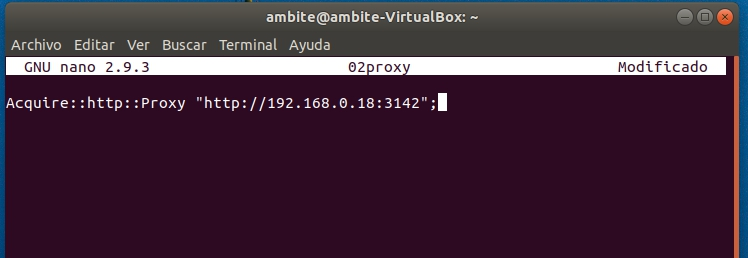 ambite@ambite-VirtualBox: ~
Archivo Editar Ver Buscar Terminal Ayuda
GNU nano 2.9.3 02proxy Modificado
Acquire::http::Proxy "http://192.168.0.18:3142";